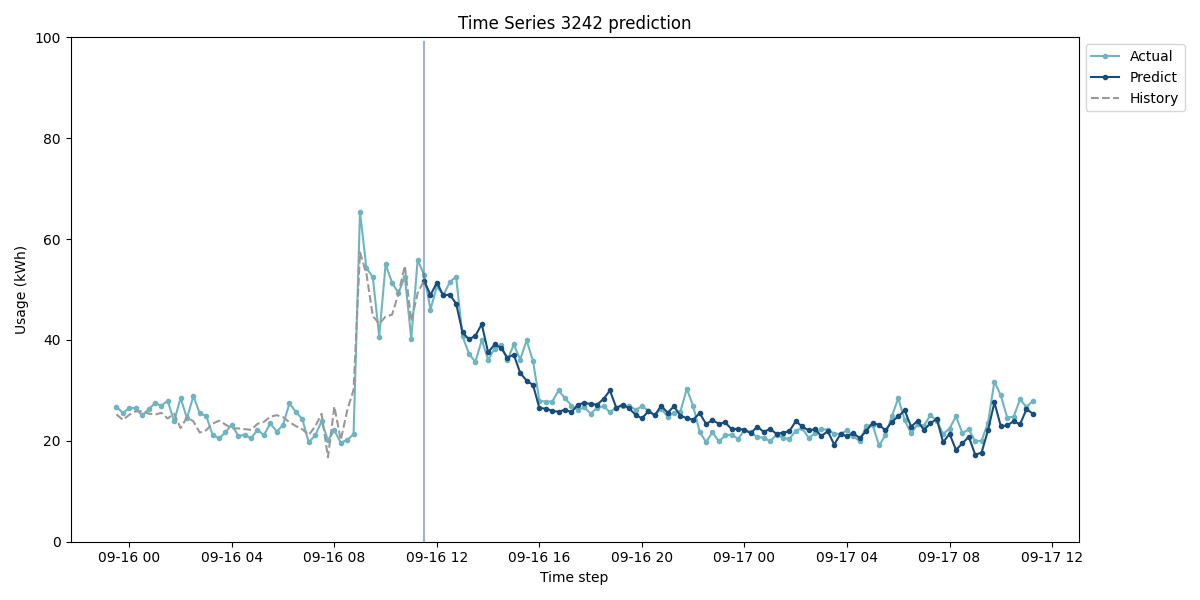 Time Series 3242 prediction
Actual
Predict
History
Usage (kWh)
100
80
60
40
20
0
09-16 00 09-16 04 09-16 08 09-16 12 09-16 16 09-16 20 09-17 00 09-17 04 09-17 08 09-17 12
Time step